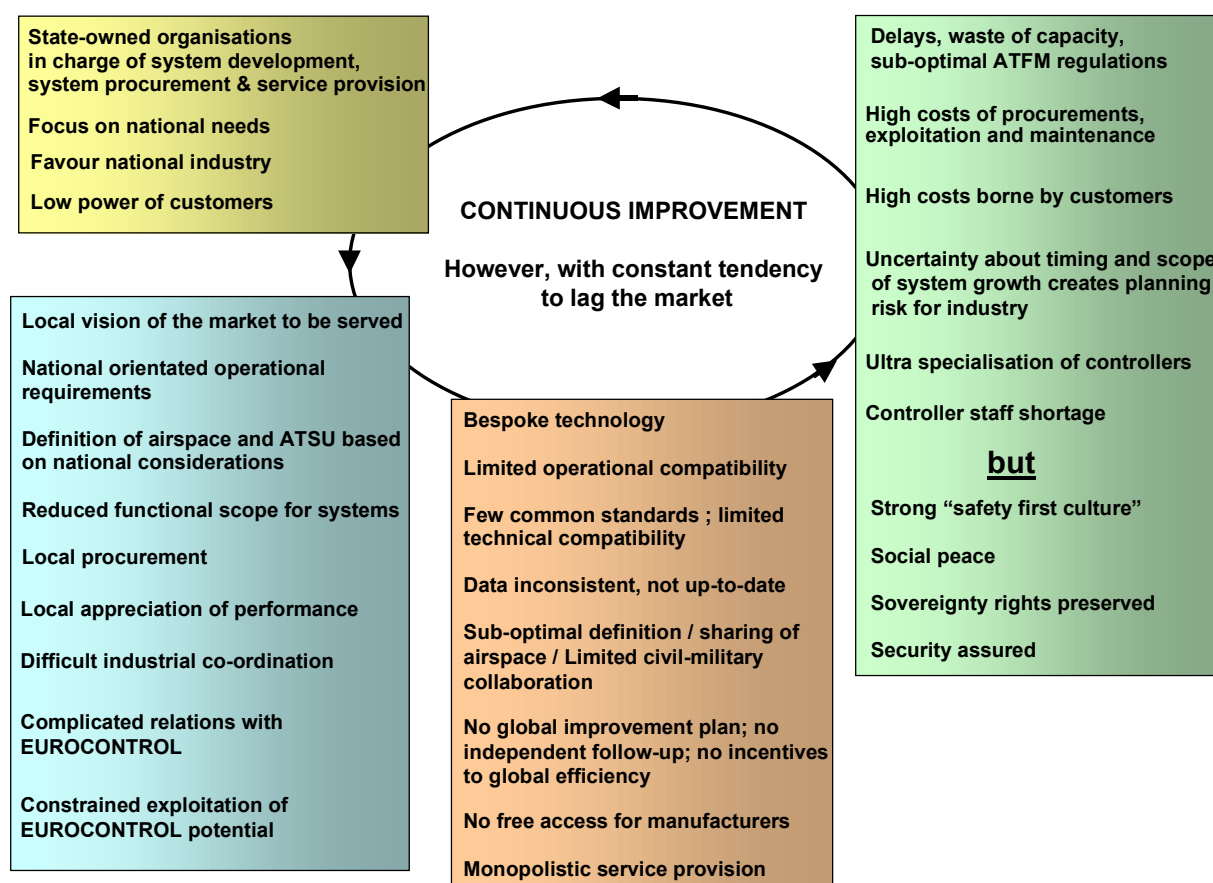 State-owned organisations
in charge of system development,
system procurement & service provision
Focus on national needs
Favour national industry
Low power of customers
CONTINUOUS IMPROVEMENT
However, with constant tendency
to lag the market
Local vision of the market to be served
National orientated operational
requirements
Definition of airspace and ATSU based
on national considerations
Reduced functional scope for systems
Local procurement
Local appreciation of performance
Difficult industrial co-ordination
Complicated relations with
EUROCONTROL
Constrained exploitation of
EUROCONTROL potential
Bespoke technology
Limited operational compatibility
Few common standards ; limited
technical compatibility
Data inconsistent, not up-to-date
Sub-optimal definition / sharing of
airspace / Limited civil-military
collaboration
No global improvement plan; no
independent follow-up; no incentives
to global efficiency
No free access for manufacturers
Monopolistic service provision
Delays, waste of capacity,
sub-optimal ATFM regulations
High costs of procurements,
exploitation and maintenance
High costs borne by customers
Uncertainty about timing and scope
of system growth creates planning
risk for industry
Ultra specialisation of controllers
Controller staff shortage
but
Strong “safety first culture”
Social peace
Sovereignty rights preserved
Security assured